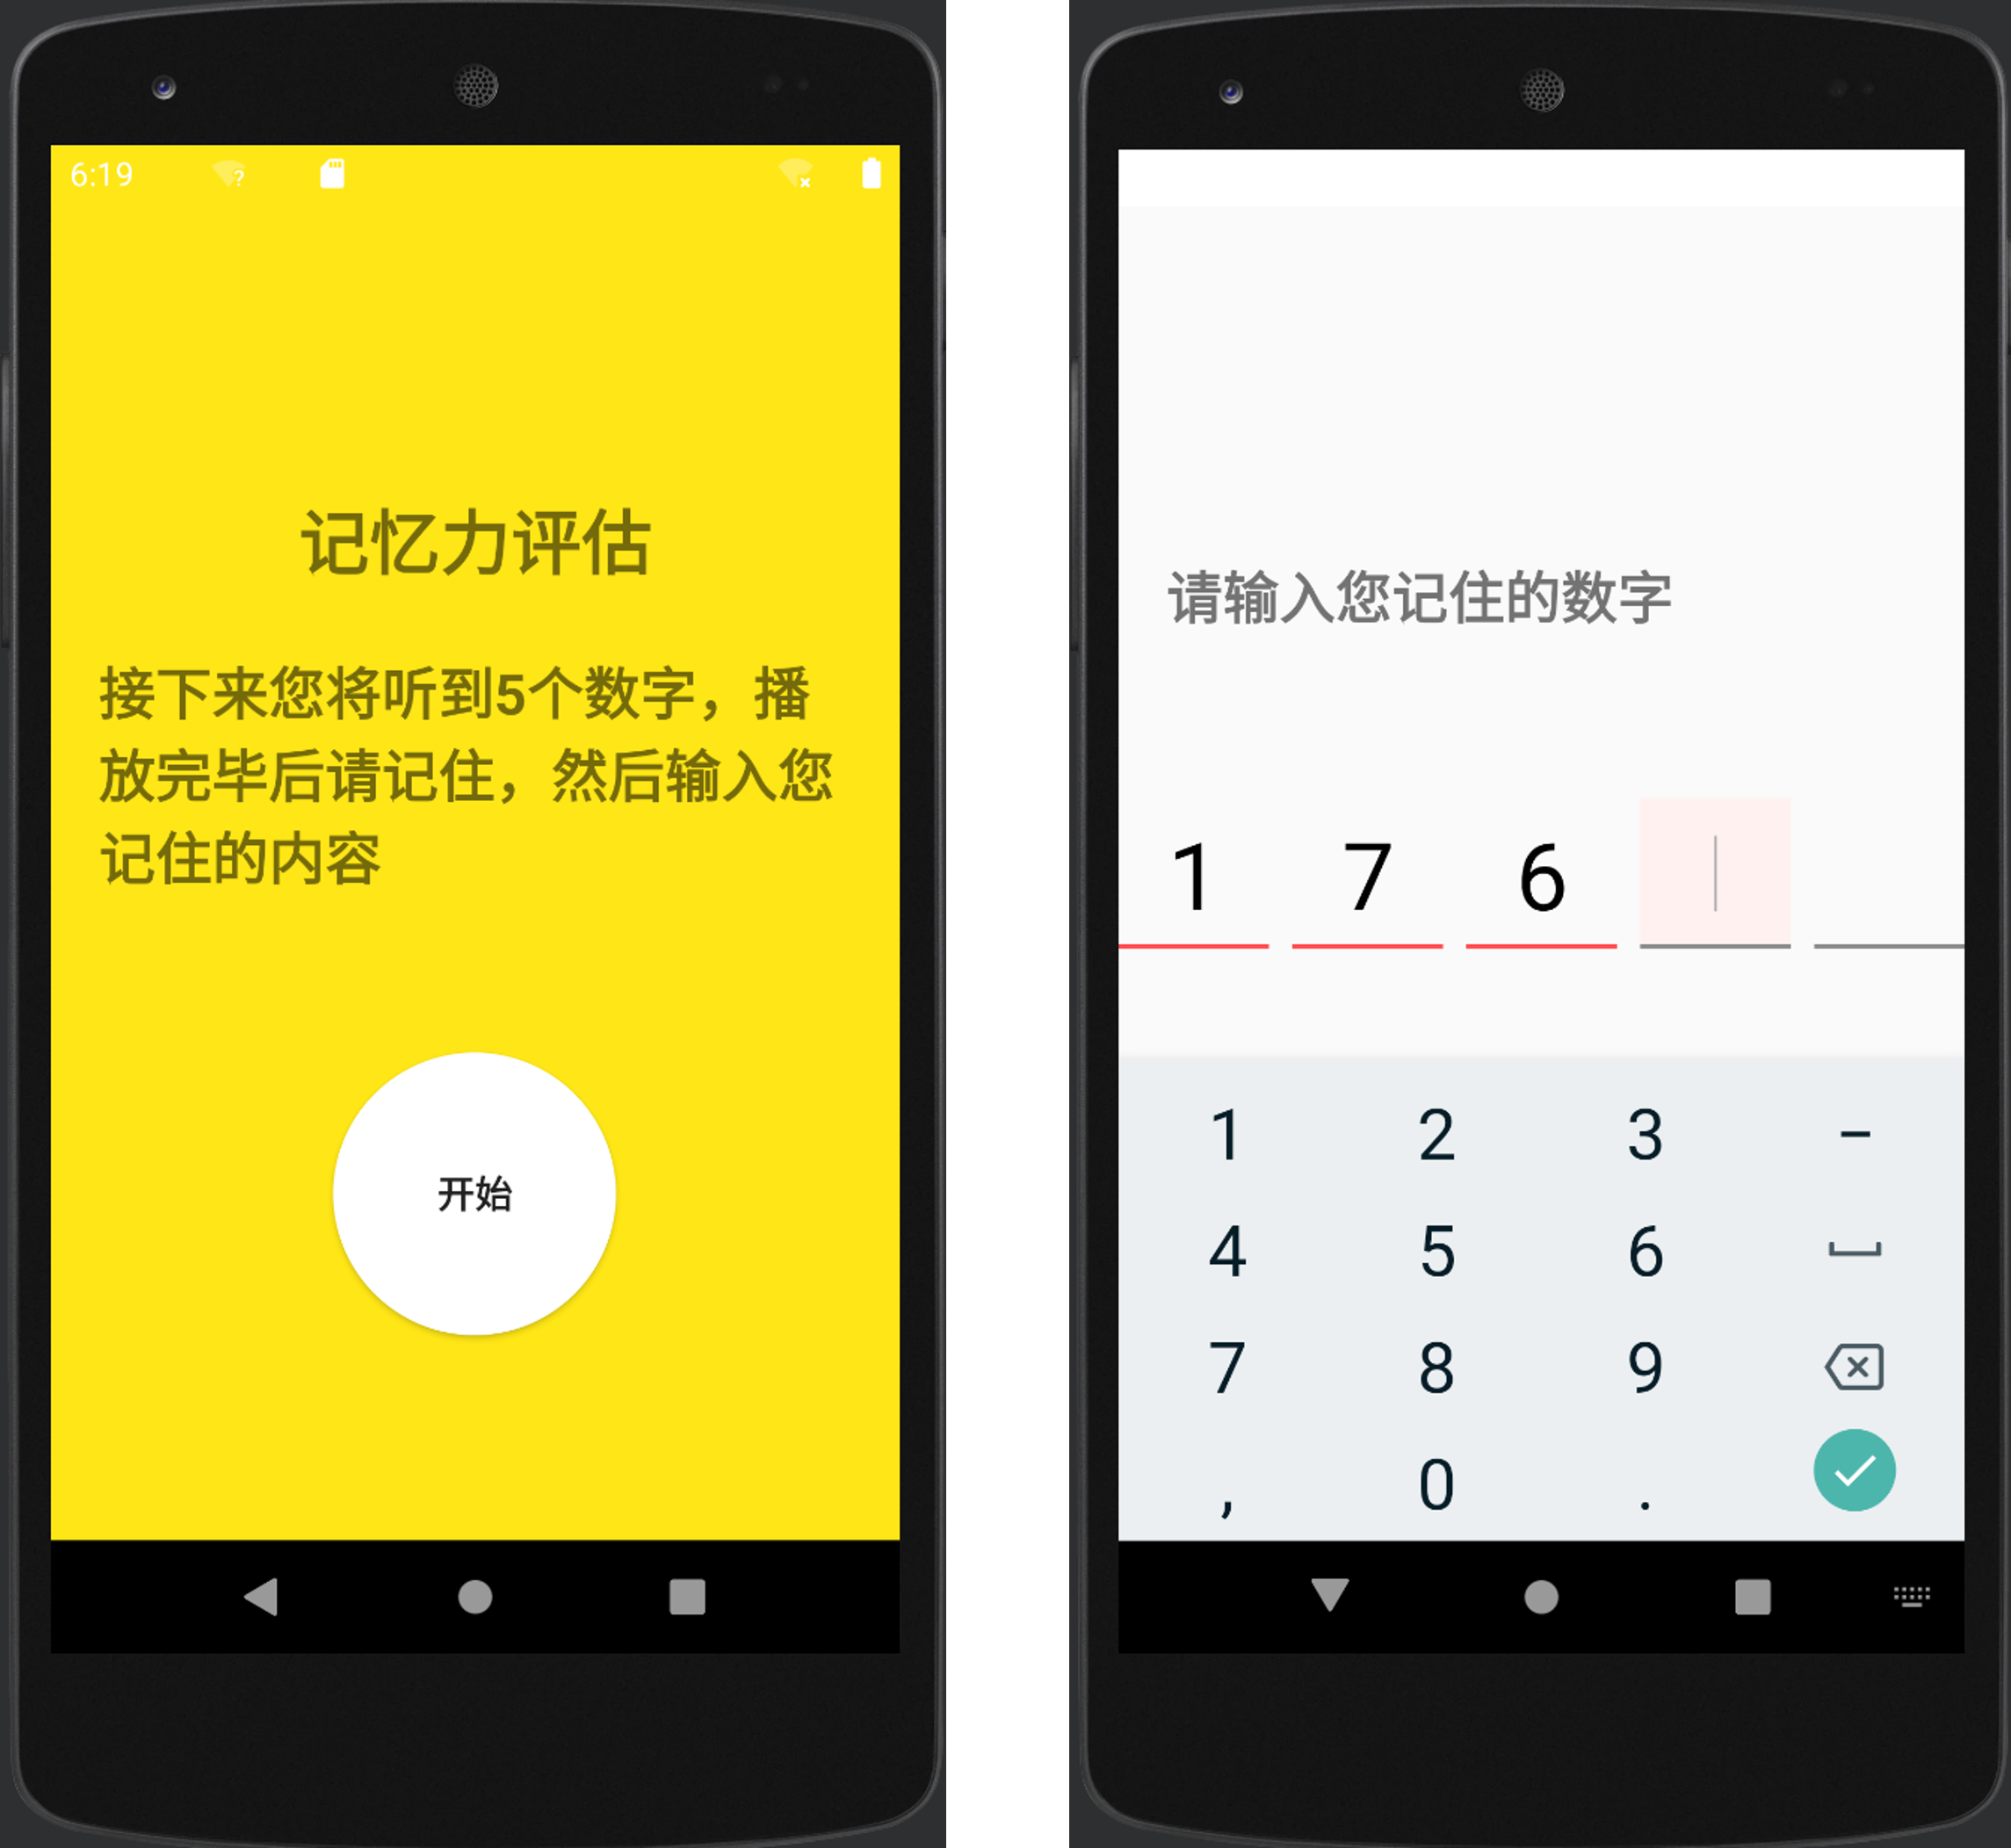 6:19
记忆力评估
接下来您将听到5个数字，播
放完毕后请记住，然后输入您
记住的内容
开始
请输入您记住的数字
1 7 6
1 2 3 -
4 5 6
7 8 9
, 0 .